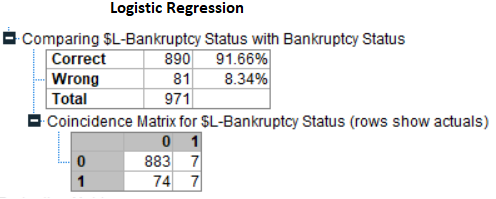 Logistic Regression
Comparing $L-Bankruptcy Status with Bankruptcy Status
Correct 890 91.66%
Wrong 81 8.34%
Total 971
Coincidence Matrix for $L-Bankruptcy Status (rows show actuals)
0 1
0 883 7
1 74 7